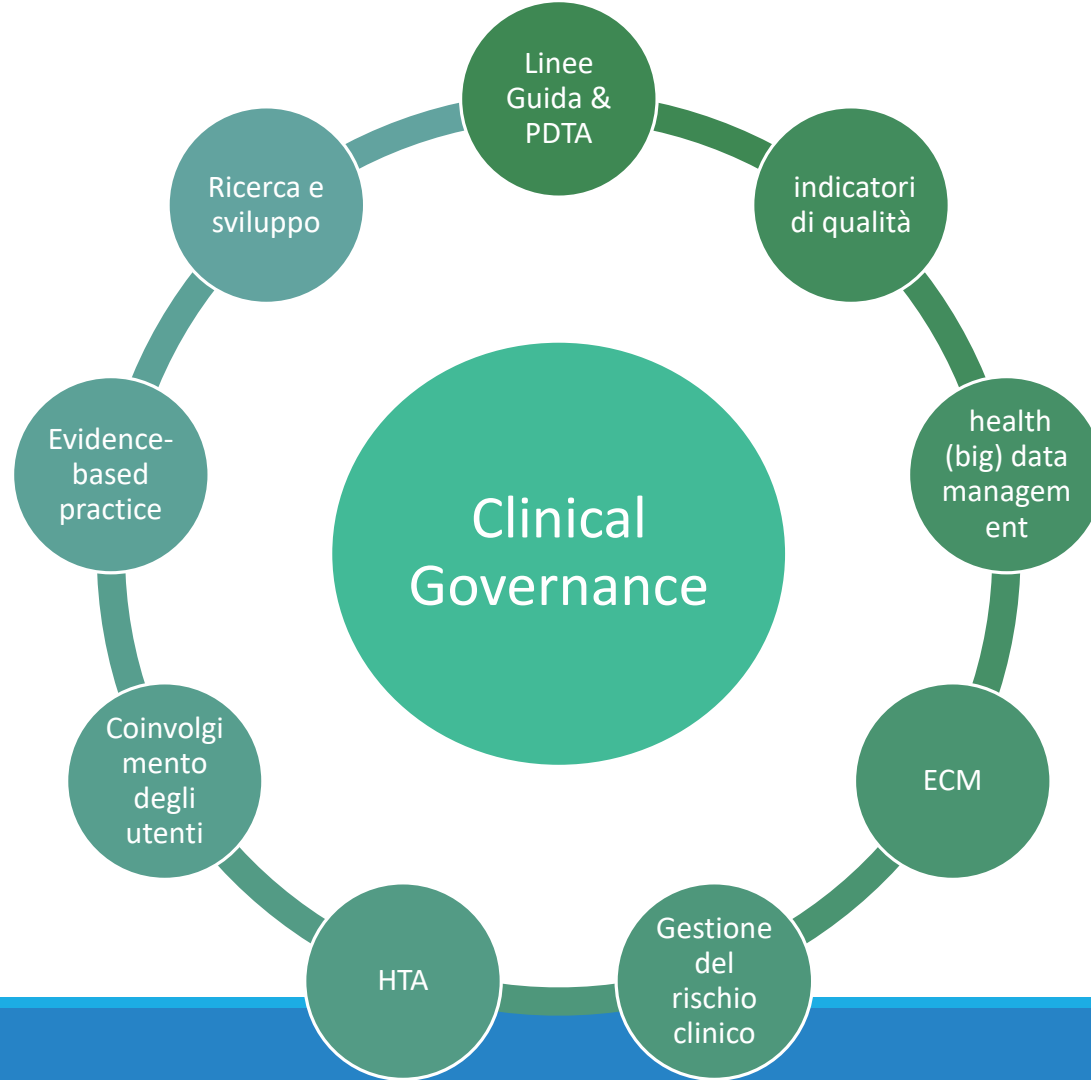 Linee
Guida &
PDTA
indicatori
di qualità
health
(big) data
managem
ent
ECM
Gestione
del
rischio
clinico
HTA
Coinvolgi
mento
degli
utenti
Evidence-
based
practice
Ricerca e
sviluppo
Clinical
Governance